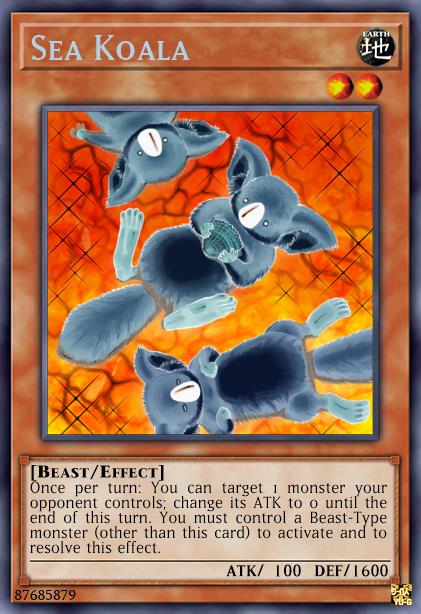 Sea Koala
EARTH
地
[Beast/Effect]
Once per turn: You can target 1 monster your
opponent controls; change its ATK to 0 until the
end of this turn. You must control a Beast-Type
monster (other than this card) to activate and to
resolve this effect.
ATK/ 100 DEF/1600
87685879